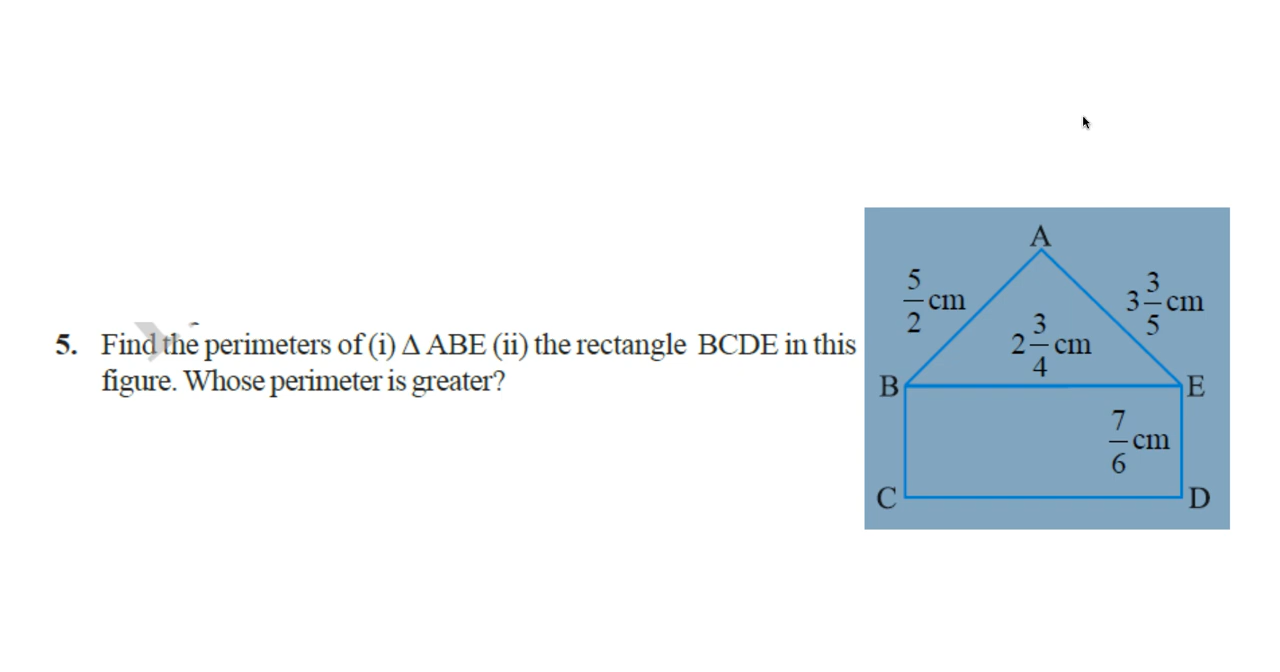 5. Find the perimeters of (i) Δ ABE (ii) the rectangle BCDE in this
figure. Whose perimeter is greater?
A
5/2 cm
3 3/5 cm
2 3/4 cm
B
E
7/6 cm
C
D